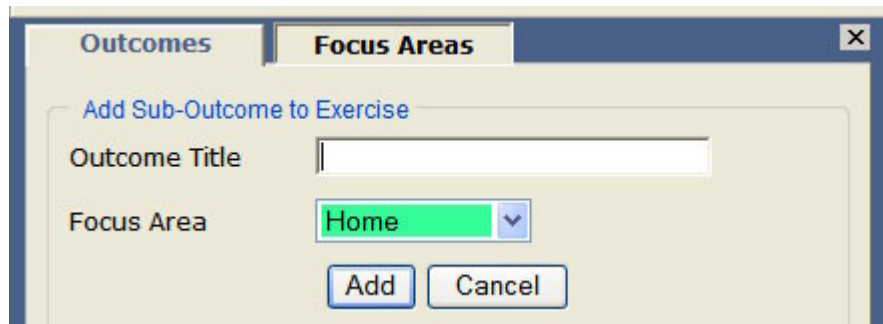 Outcomes Focus Areas
Add Sub-Outcome to Exercise
Outcome Title
Focus Area Home
Add Cancel